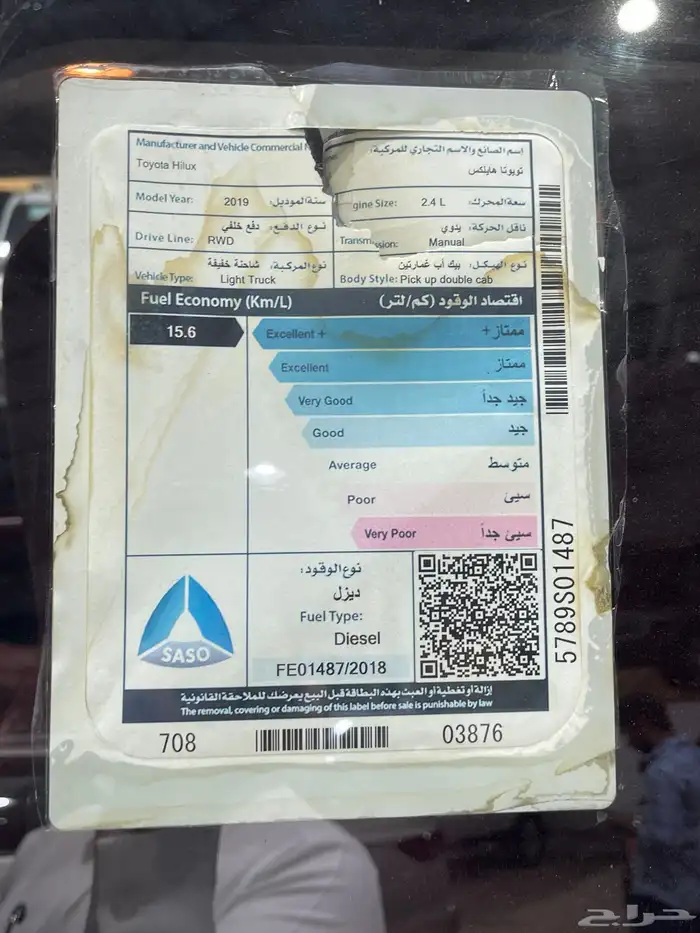 Manufacturer and Vehicle Commercial
إسم الصانع والاسم التجاري للمركبة:
Toyota Hilux
تويوتا هايلكس
Model Year: 2019 سنة الموديل:
gine Size: 2.4 L سعة المحرك:
نوع الدفع: دفع خلفي
Drive Line: RWD
ناقل الحركة: يدوي
Transm ssion: Manual
نوع المركبة: شاحنة خفيفة
Vehicle Type: Light Truck
نوع الهيكل: بيك أب غمارتين
Body Style: Pick up double cab
Fuel Economy (Km/L) اقتصاد الوقود (كم/لتر)
15.6
Excellent + ممتاز+
Excellent ممتاز
Very Good جيد جداً
Good جيد
Average متوسط
Poor سيئ
Very Poor سيئ جداً
نوع الوقود:
ديزل
Fuel Type:
Diesel
FE01487/2018
SASO
إزالة أو تغطية أو العبث بهذه البطاقة قبل البيع يعرضك للملاحقة القانونية
The removal, covering or damaging of this label before sale is punishable by law
708 03876
5789S01487
حراج